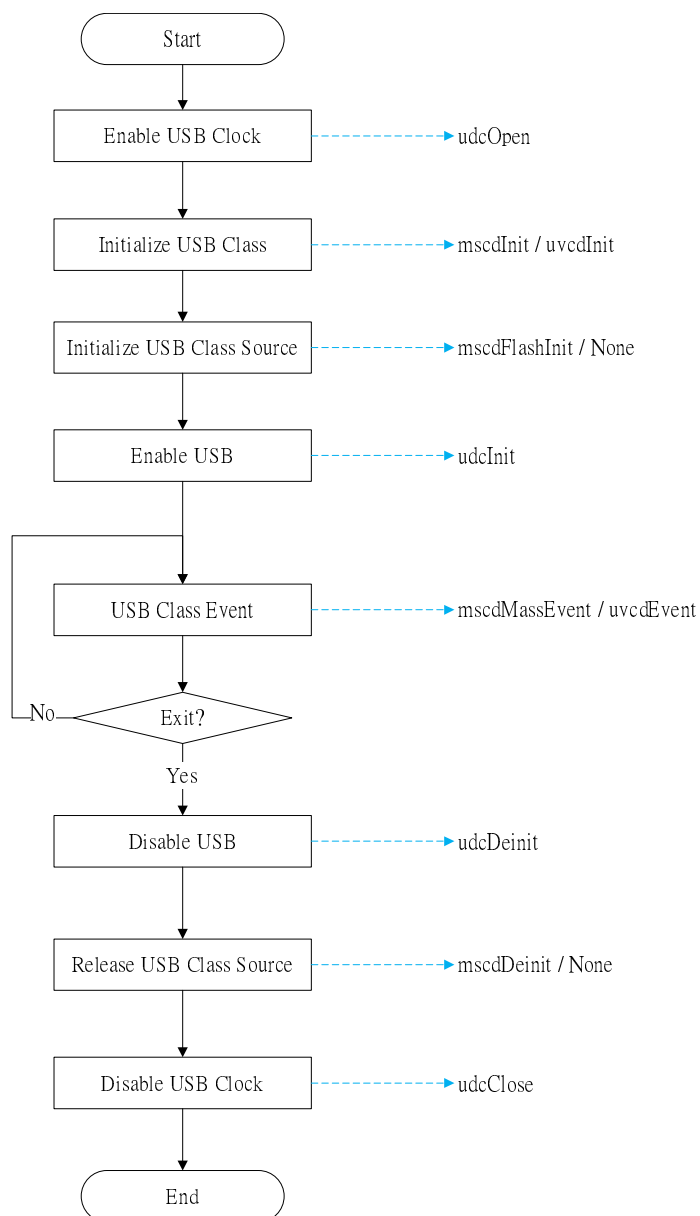 Start
Enable USB Clock
udcOpen
Initialize USB Class
mscdInit / uvcdInit
Initialize USB Class Source
mscdFlashInit / None
Enable USB
udcInit
USB Class Event
mscdMassEvent / uvcdEvent
No
Exit?
Yes
Disable USB
udcDeinit
Release USB Class Source
mscdDeinit / None
Disable USB Clock
udcClose
End